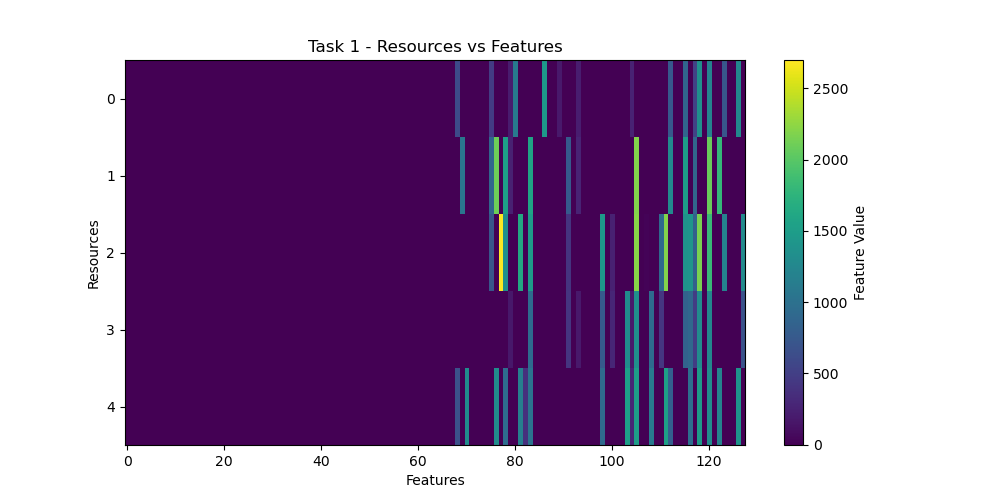 Task 1 - Resources vs Features
0
1
2
3
4
Resources
0 20 40 60 80 100 120
Features
2500
2000
1500
1000
500
0
Feature Value